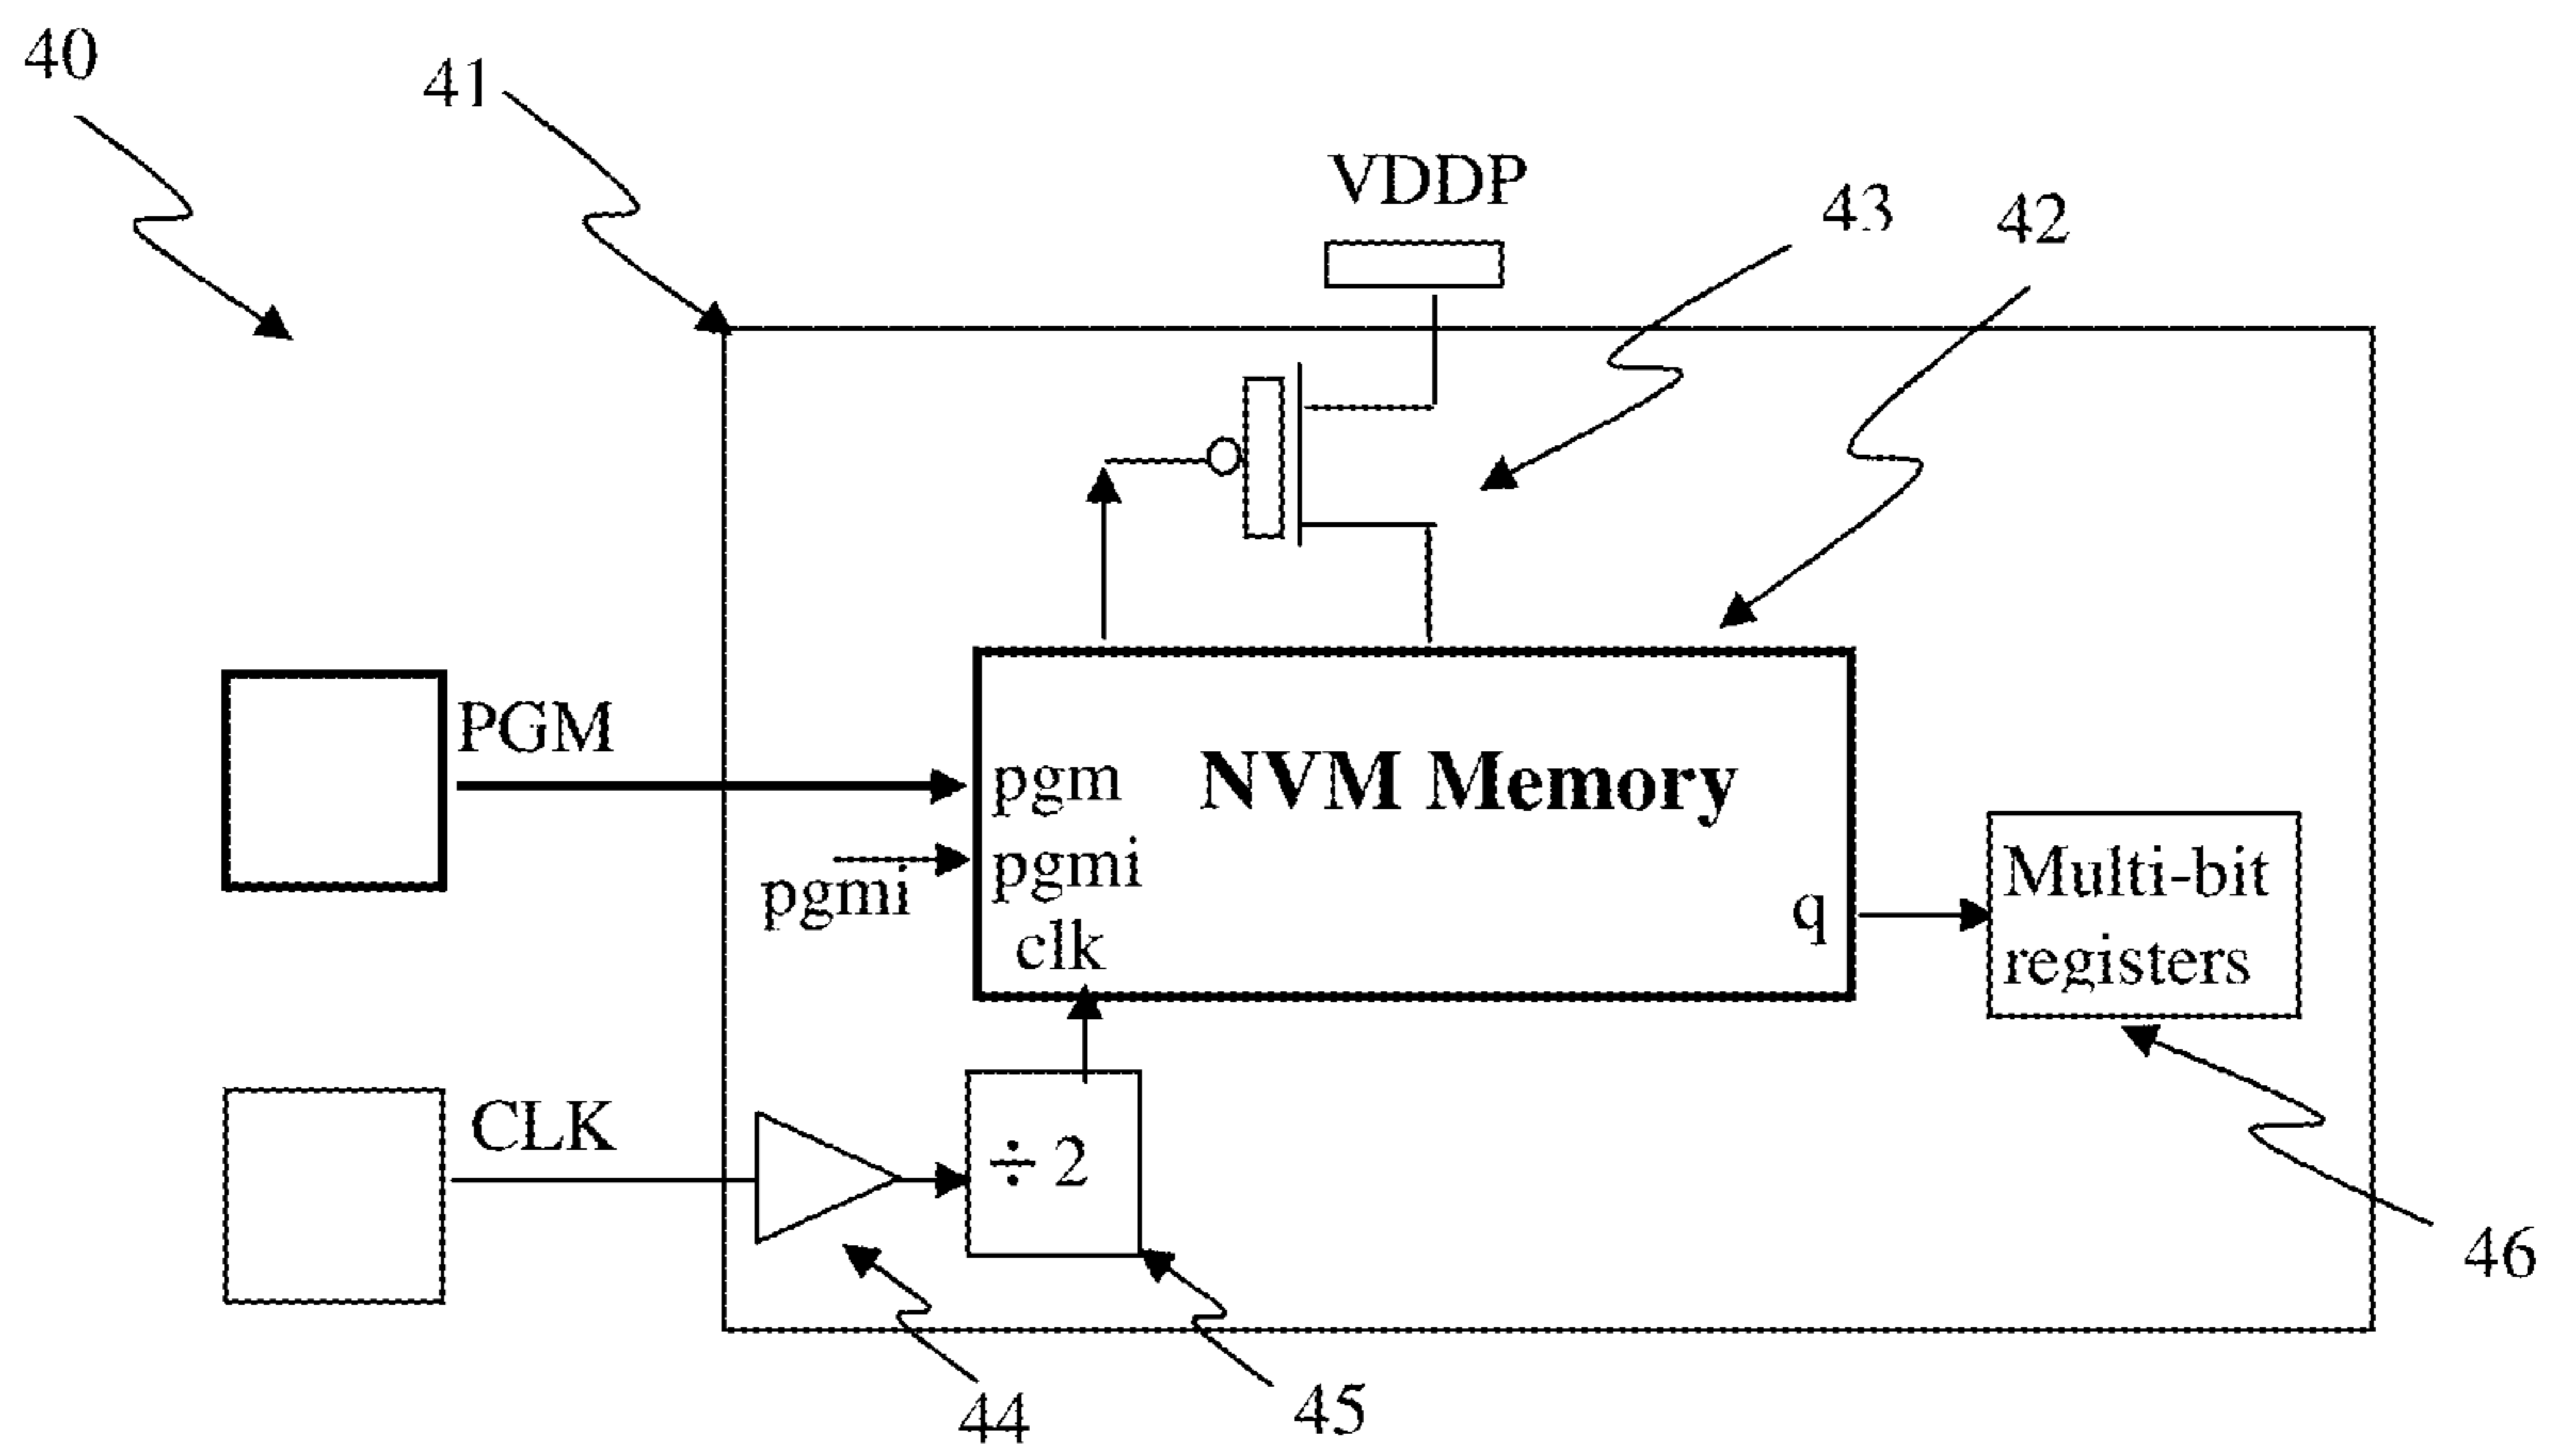 40
41
VDDP
43
42
PGM
pgm
NVM Memory
pgmi
pgmi
clk
q
Multi-bit
registers
CLK
÷ 2
46
44
45